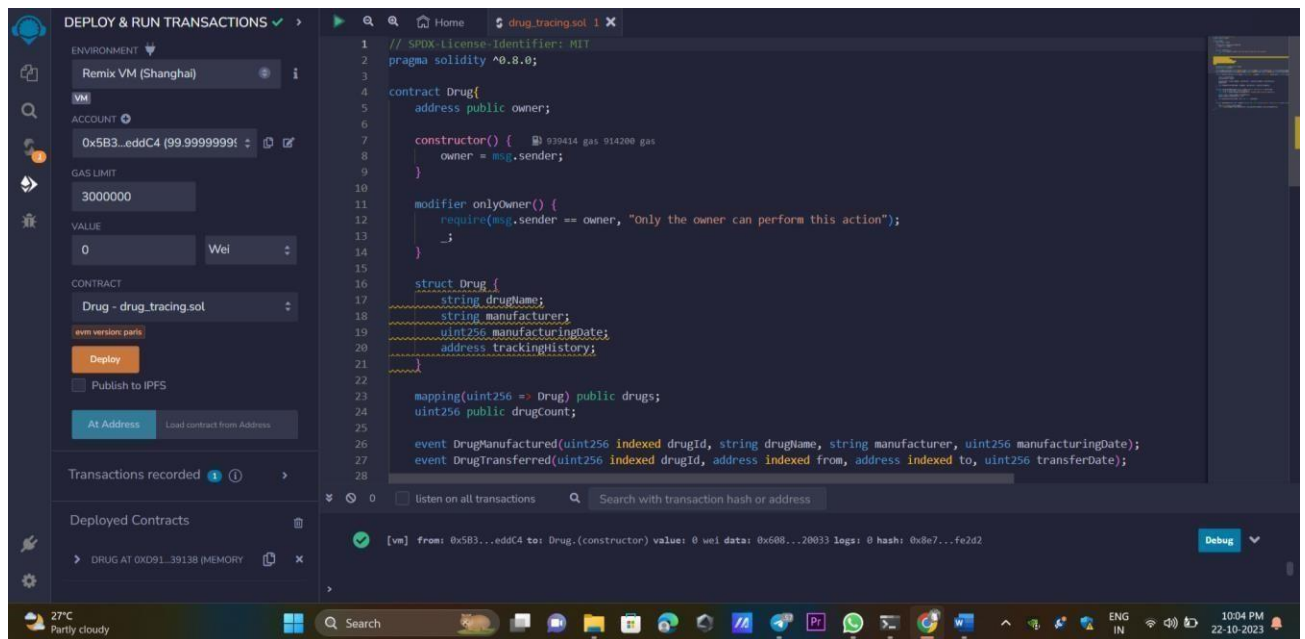 DEPLOY & RUN TRANSACTIONS
ENVIRONMENT
Remix VM (Shanghai)
VM
ACCOUNT
0x5B3...eddC4 (99.99999999
GAS LIMIT
3000000
VALUE
0 Wei
CONTRACT
Drug - drug_tracing.sol
evm version: paris
Deploy
Publish to IPFS
At Address Load contract from Address
Transactions recorded 1 i
Deployed Contracts
DRUG AT 0XD91...39138 (MEMORY
Home drug_tracing.sol 1
1 // SPDX-License-Identifier: MIT
2 pragma solidity ^0.8.0;
3
4 contract Drug{
5 address public owner;
6
7 constructor() { 939414 gas 914200 gas
8 owner = msg.sender;
9 }
10
11 modifier onlyOwner() {
12 require(msg.sender == owner, "Only the owner can perform this action");
13 _;
14 }
15
16 struct Drug {
17 string drugName;
18 string manufacturer;
19 uint256 manufacturingDate;
20 address trackingHistory;
21 }
22
23 mapping(uint256 => Drug) public drugs;
24 uint256 public drugCount;
25
26 event DrugManufactured(uint256 indexed drugId, string drugName, string manufacturer, uint256 manufacturingDate);
27 event DrugTransferred(uint256 indexed drugId, address indexed from, address indexed to, uint256 transferDate);
28
0 listen on all transactions Search with transaction hash or address
[vm] from: 0x5B3...eddC4 to: Drug.(constructor) value: 0 wei data: 0x608...20033 logs: 0 hash: 0x8e7...fe2d2
Debug
>
27°C
Partly cloudy
Search
Pr
W
ENG
IN
10:04 PM
22-10-2023